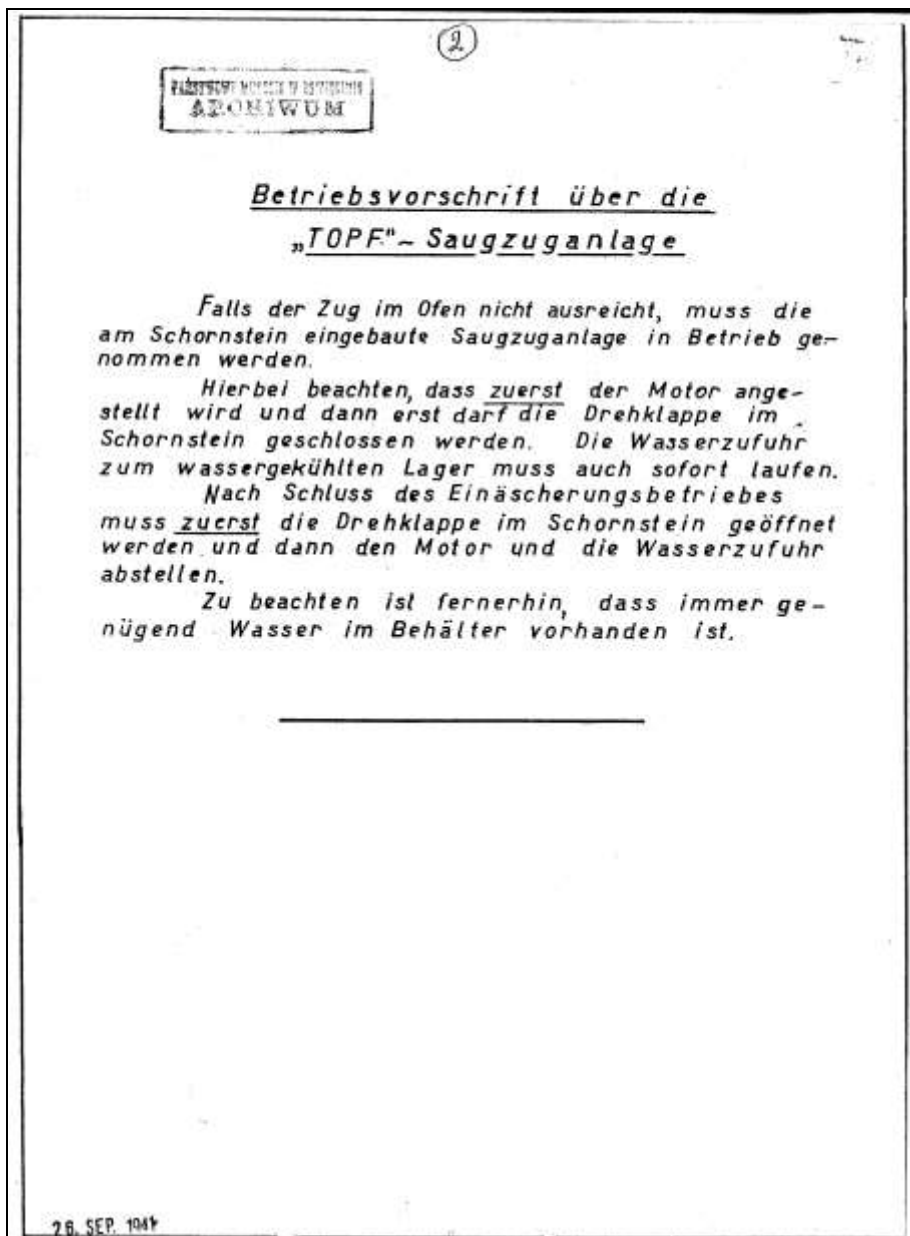 2
PAŃSTWOWE MUZEUM W OŚWIĘCIMIU
ARCHIWUM
Betriebsvorschrift über die
„TOPF"- Saugzuganlage
Falls der Zug im Ofen nicht ausreicht, muss die
am Schornstein eingebaute Saugzuganlage in Betrieb ge-
nommen werden.
Hierbei beachten, dass zuerst der Motor ange-
stellt wird und dann erst darf die Drehklappe im
Schornstein geschlossen werden. Die Wasserzufuhr
zum wassergekühlten Lager muss auch sofort laufen.
Nach Schluss des Einäscherungsbetriebes
muss zuerst die Drehklappe im Schornstein geöffnet
werden und dann den Motor und die Wasserzufuhr
abstellen.
Zu beachten ist fernerhin, dass immer ge-
nügend Wasser im Behälter vorhanden ist.
26. SEP. 1941